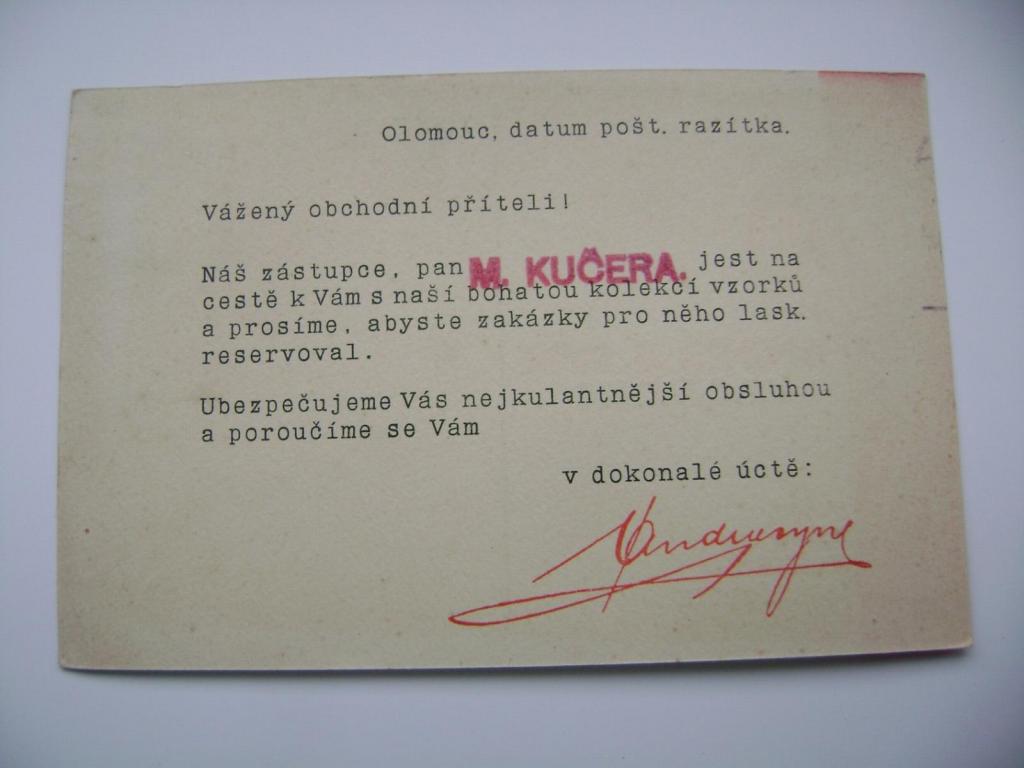 Olomouc, datum pošt. razítka.
Vážený obchodní příteli!
Náš zástupce, pan M. KUČERA. jest na
cestě k Vám s naší bohatou kolekcí vzorků
a prosíme, abyste zakázky pro něho lask.
reservoval.
Ubezpečujeme Vás nejkulantnější obsluhou
a poroučíme se Vám
v dokonalé úctě: